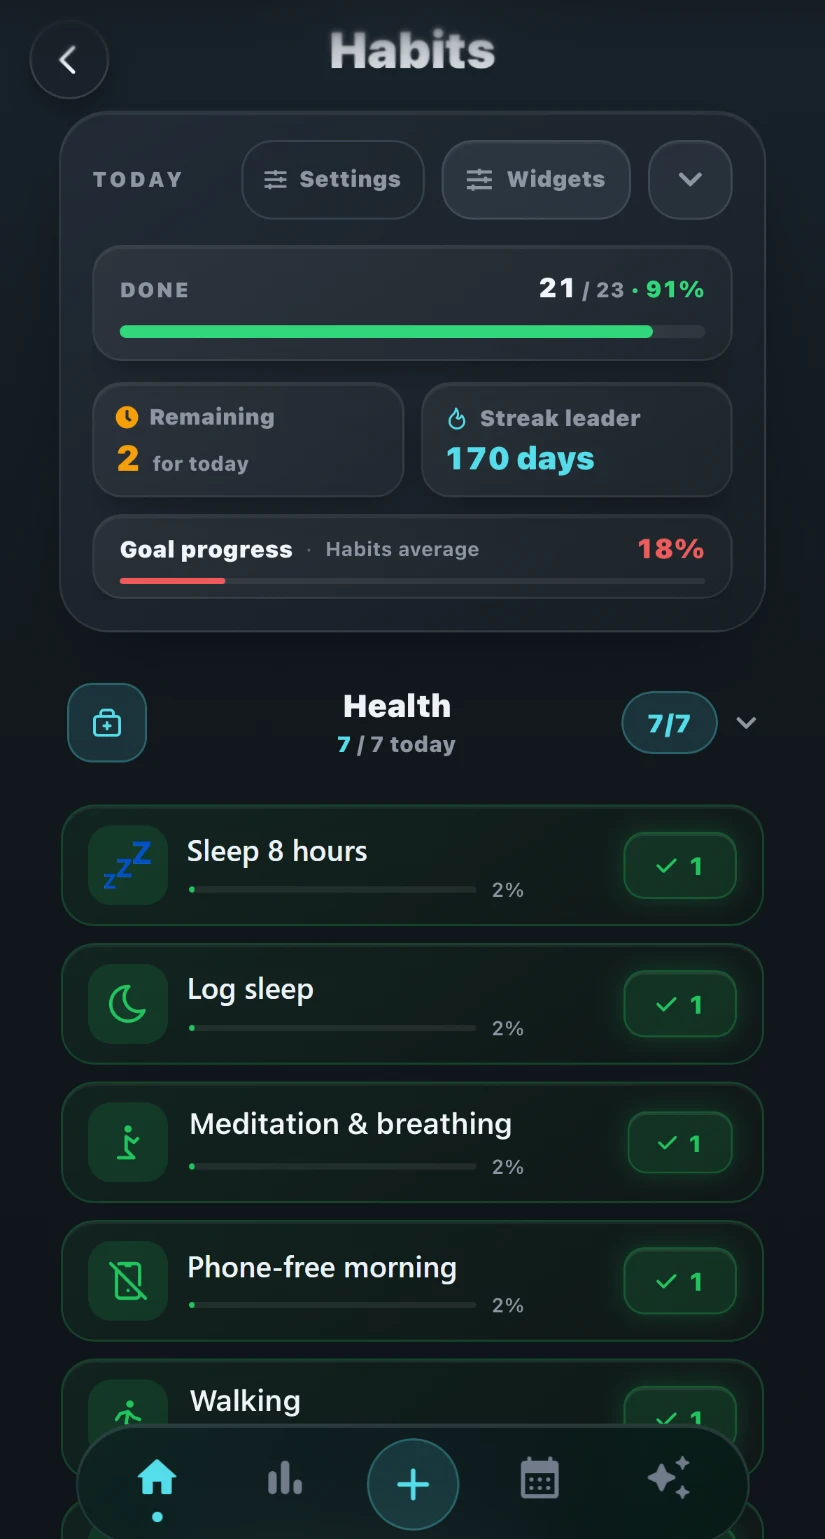 Habits
TODAY
Settings
Widgets
DONE
21 / 23 · 91%
Remaining
2 for today
Streak leader
170 days
Goal progress · Habits average
18%
Health
7 / 7 today
7/7
zzZ
Sleep 8 hours
2%
1
Log sleep
2%
1
Meditation & breathing
2%
1
Phone-free morning
2%
1
Walking
1